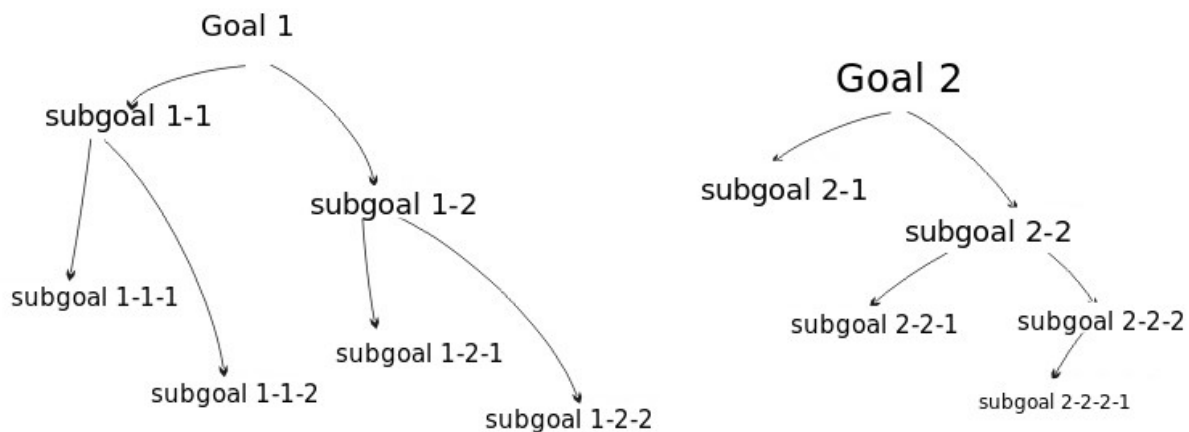 Goal 1
subgoal 1-1
subgoal 1-2
subgoal 1-1-1
subgoal 1-1-2
subgoal 1-2-1
subgoal 1-2-2
Goal 2
subgoal 2-1
subgoal 2-2
subgoal 2-2-1
subgoal 2-2-2
subgoal 2-2-2-1